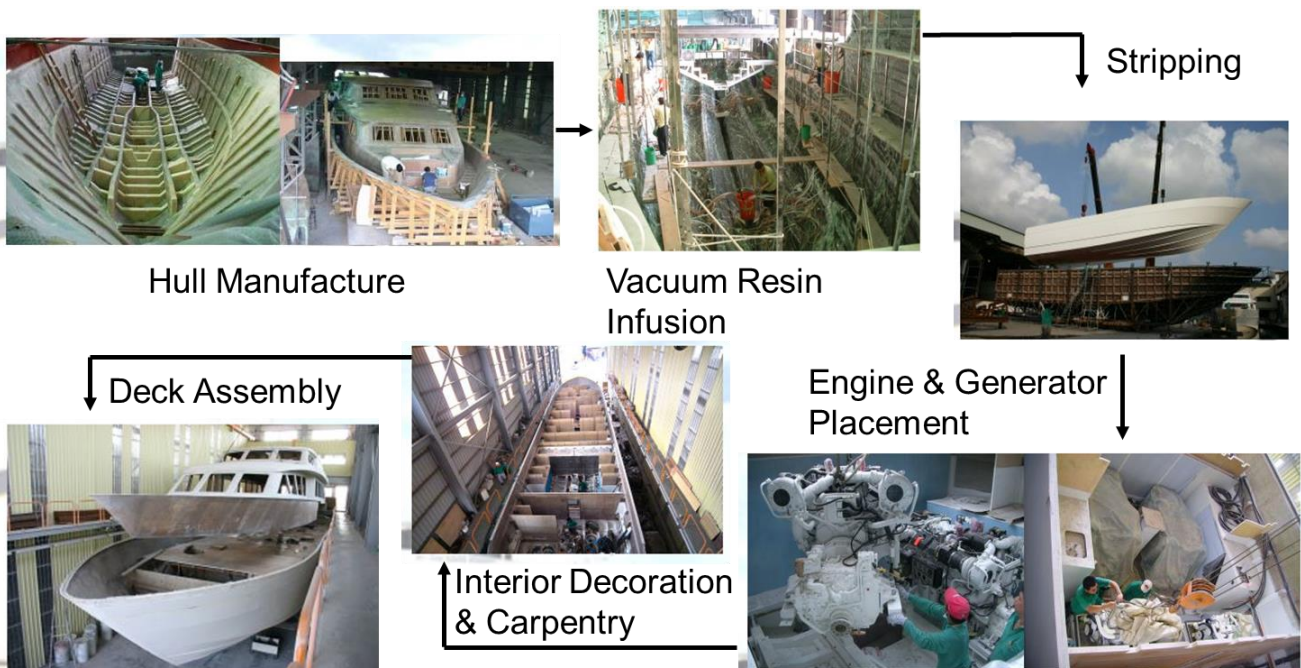 Stripping
Hull Manufacture
Vacuum Resin
Infusion
Engine & Generator
Placement
Deck Assembly
Interior Decoration
& Carpentry